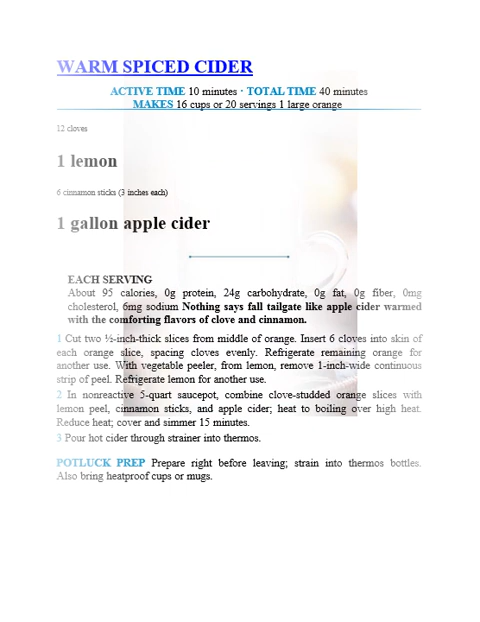 WARM SPICED CIDER
ACTIVE TIME 10 minutes · TOTAL TIME 40 minutes
MAKES 16 cups or 20 servings 1 large orange
12 cloves
1 lemon
6 cinnamon sticks (3 inches each)
1 gallon apple cider
EACH SERVING
About 95 calories, 0g protein, 24g carbohydrate, 0g fat, 0g fiber, 0mg
cholesterol, 6mg sodium Nothing says fall tailgate like apple cider warmed
with the comforting flavors of clove and cinnamon.
1 Cut two ½-inch-thick slices from middle of orange. Insert 6 cloves into skin of
each orange slice, spacing cloves evenly. Refrigerate remaining orange for
another use. With vegetable peeler, from lemon, remove 1-inch-wide continuous
strip of peel. Refrigerate lemon for another use.
2 In nonreactive 5-quart saucepot, combine clove-studded orange slices with
lemon peel, cinnamon sticks, and apple cider; heat to boiling over high heat.
Reduce heat; cover and simmer 15 minutes.
3 Pour hot cider through strainer into thermos.
POTLUCK PREP Prepare right before leaving; strain into thermos bottles.
Also bring heatproof cups or mugs.